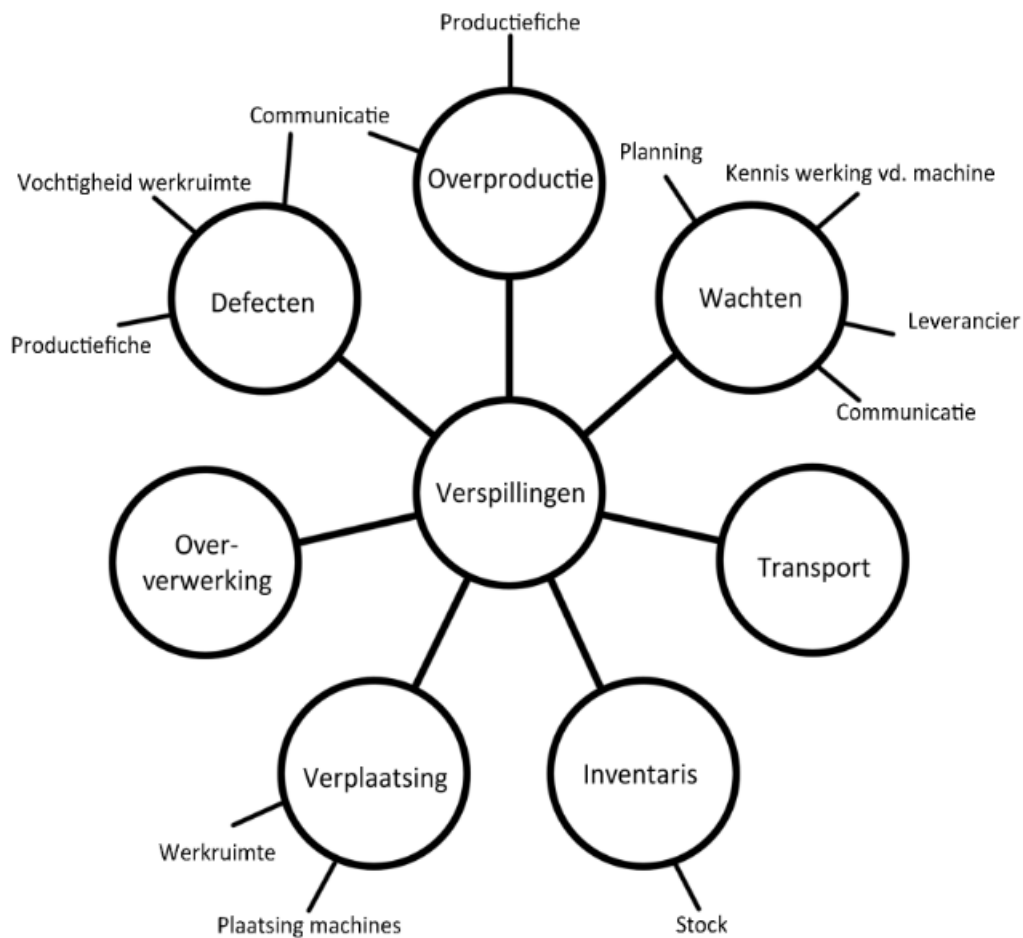 Productiefiche
Communicatie
Planning
Kennis werking vd. machine
Vochtigheid werkruimte
Overproductie
Defecten
Wachten
Leverancier
Productiefiche
Communicatie
Verspillingen
Over-
verwerking
Transport
Verplaatsing
Inventaris
Werkruimte
Plaatsing machines
Stock